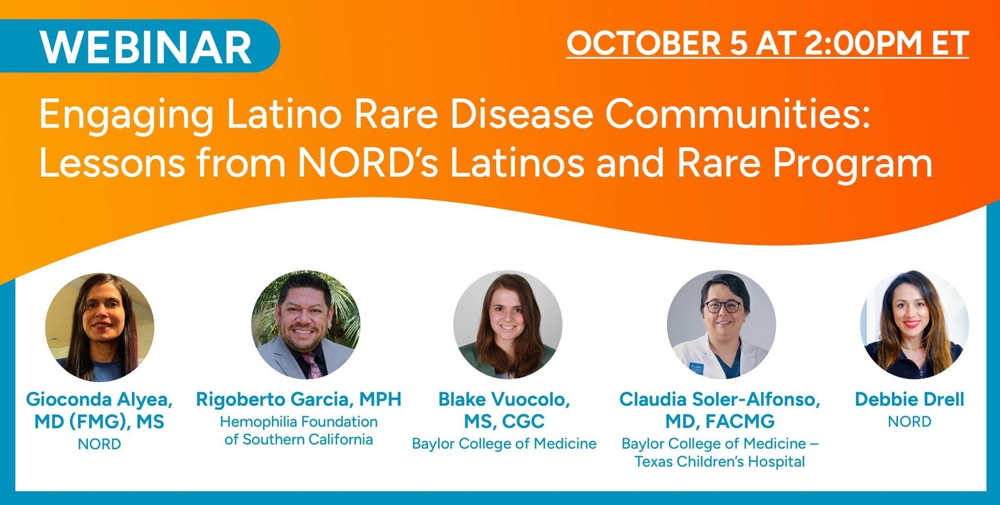 WEBINAR
OCTOBER 5 AT 2:00PM ET
Engaging Latino Rare Disease Communities:
Lessons from NORD's Latinos and Rare Program
Gioconda Alyea,
MD (FMG), MS
NORD
Rigoberto Garcia, MPH
Hemophilia Foundation
of Southern California
Blake Vuocolo,
MS, CGC
Baylor College of Medicine
Claudia Soler-Alfonso,
MD, FACMG
Baylor College of Medicine –
Texas Children's Hospital
Debbie Drell
NORD
Baylor